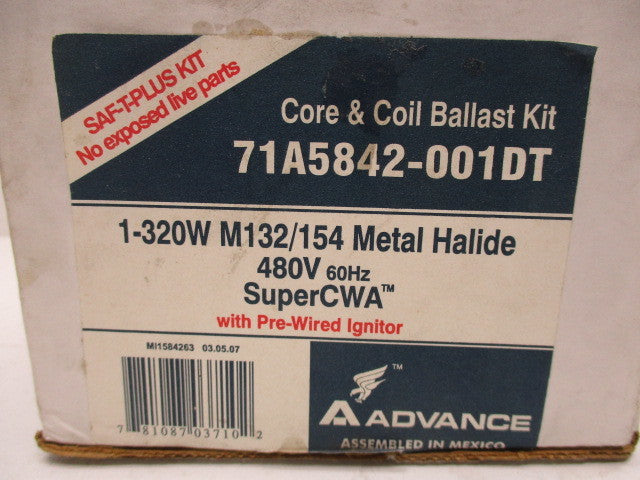 SAF-T-PLUS KIT
No exposed live parts
Core & Coil Ballast Kit
71A5842-001DT
1-320W M132/154 Metal Halide
480V 60Hz
SuperCWA™
with Pre-Wired Ignitor
MI1584263 03.05.07
7 81087 03710 2
™
ADVANCE
ASSEMBLED IN MEXICO